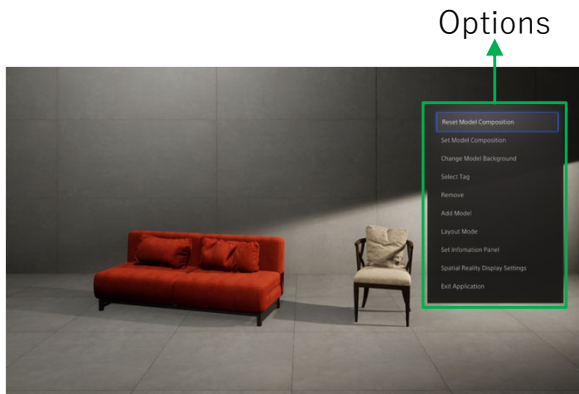 Options
Reset Model Composition
Set Model Composition
Change Model Background
Select Tag
Remove
Add Model
Layout Mode
Set Infomation Panel
Spatial Reality Display Settings
Exit Application